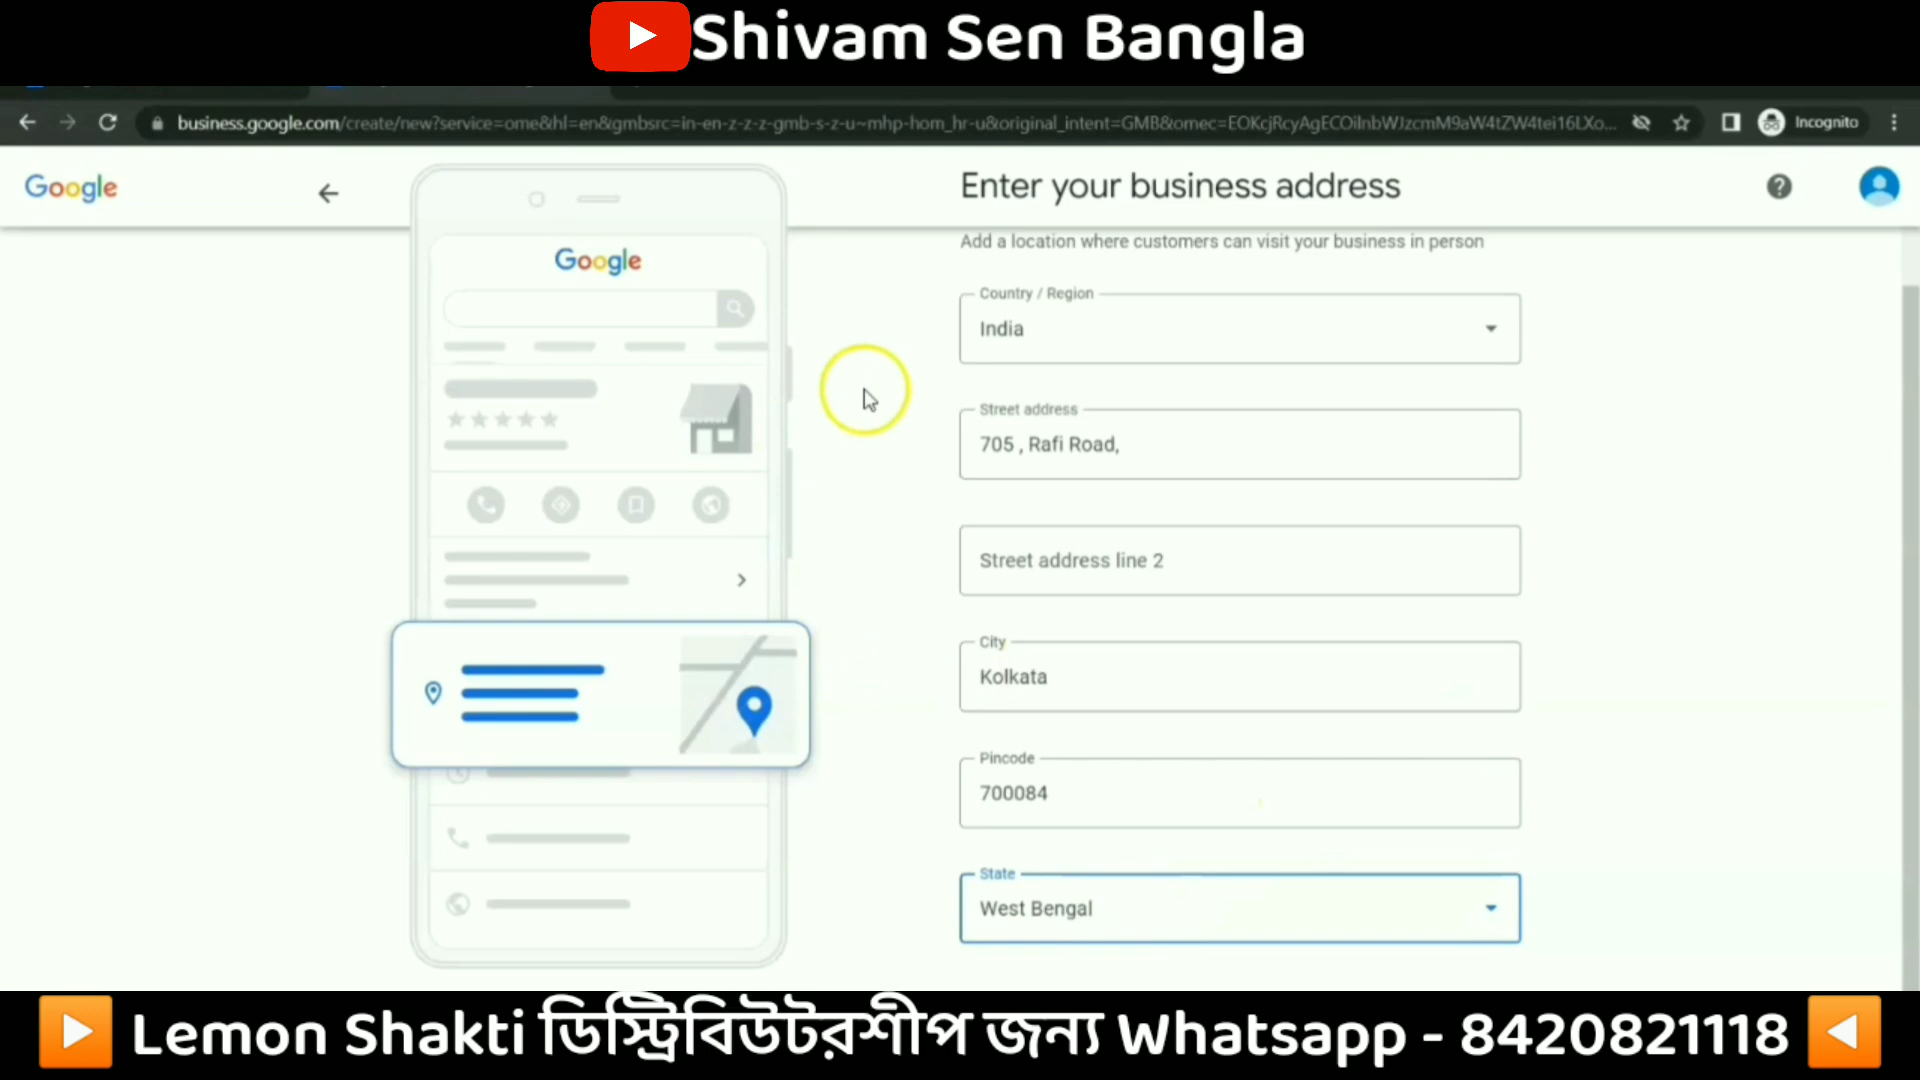 Shivam Sen Bangla
business.google.com/create/new?service=ome&hl=en&gmbsrc=in-en-z-z-z-gmb-s-z-u~mhp-hom_hr-u&original_intent=GMB&omec=EOKcjRcyAgECOiInbWJzcmM9aW4tZW4tei16LXo...
Incognito
Google
Enter your business address
Add a location where customers can visit your business in person
Google
Country / Region
India
Street address
705 , Rafi Road,
Street address line 2
City
Kolkata
Pincode
700084
State
West Bengal
Lemon Shakti ডিস্ট্রিবিউটরশীপ জন্য Whatsapp - 8420821118